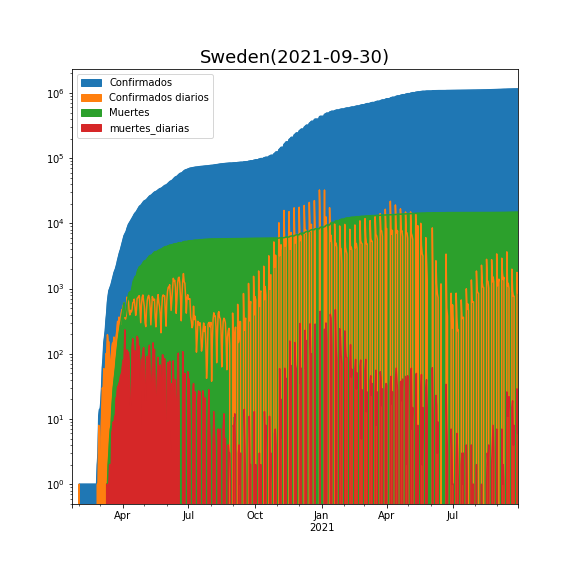 Sweden(2021-09-30)
Confirmados
Confirmados diarios
Muertes
muertes_diarias
10⁶
10⁵
10⁴
10³
10²
10¹
10⁰
Apr Jul Oct Jan Apr Jul
2021